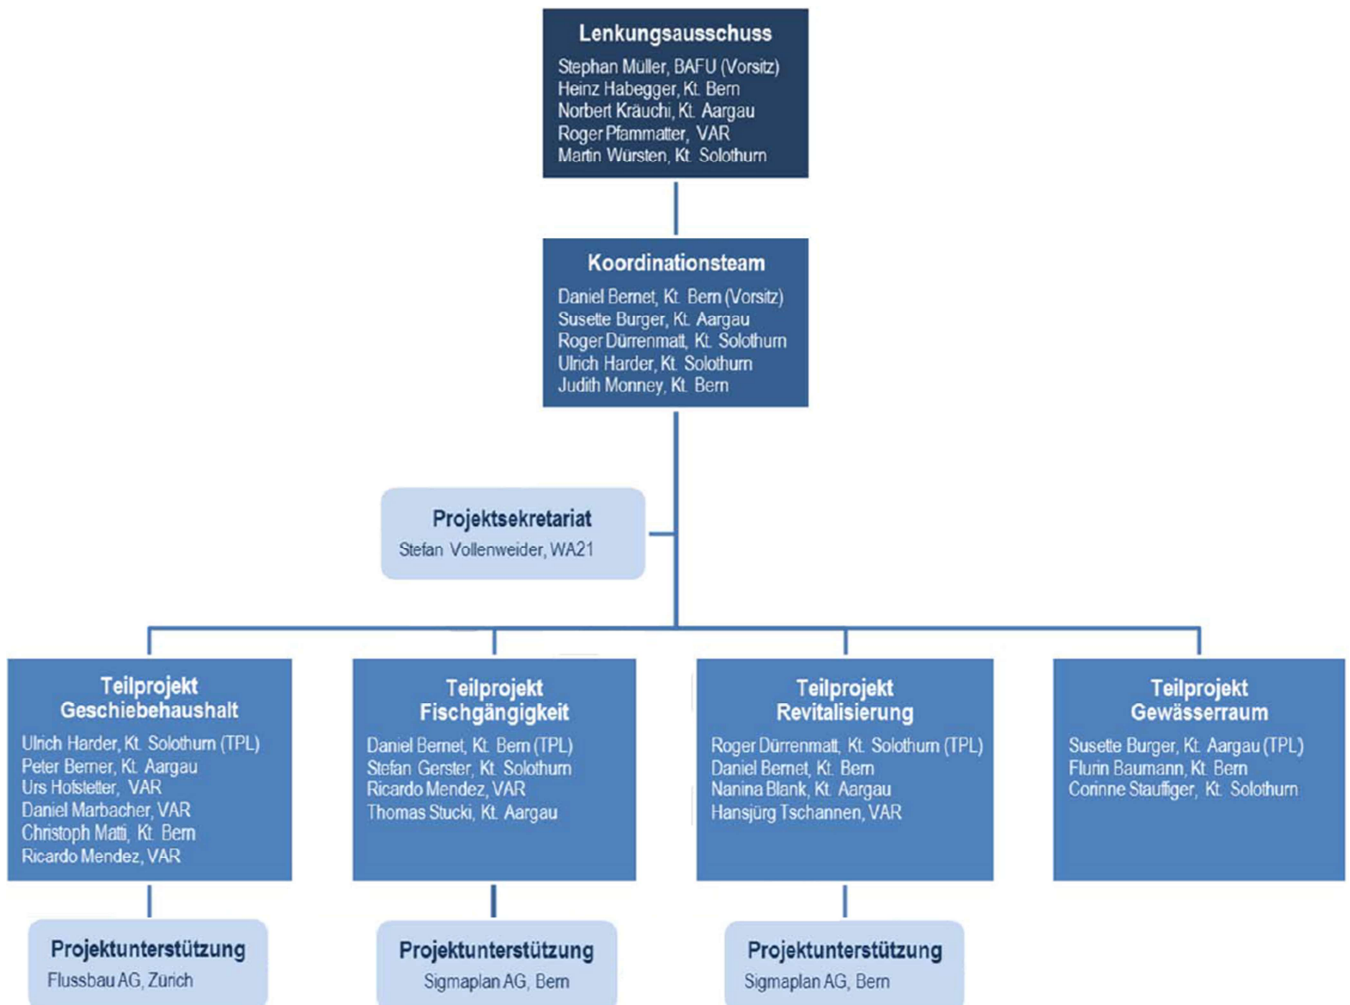 Lenkungsausschuss
Stephan Müller, BAFU (Vorsitz)
Heinz Habegger, Kt. Bern
Norbert Kräuchi, Kt. Aargau
Roger Pfammatter, VAR
Martin Würsten, Kt. Solothurn
Koordinationsteam
Daniel Bernet, Kt. Bern (Vorsitz)
Susette Burger, Kt. Aargau
Roger Dürrenmatt, Kt. Solothurn
Ulrich Harder, Kt. Solothurn
Judith Monney, Kt. Bern
Projektsekretariat
Stefan Vollenweider, WA21
Teilprojekt
Geschiebehaushalt
Ulrich Harder, Kt. Solothurn (TPL)
Peter Berner, Kt. Aargau
Urs Hofstetter, VAR
Daniel Marbacher, VAR
Christoph Matti, Kt. Bern
Ricardo Mendez, VAR
Teilprojekt
Fischgängigkeit
Daniel Bernet, Kt. Bern (TPL)
Stefan Gerster, Kt. Solothurn
Ricardo Mendez, VAR
Thomas Stucki, Kt. Aargau
Teilprojekt
Revitalisierung
Roger Dürrenmatt, Kt. Solothurn (TPL)
Daniel Bernet, Kt. Bern
Nanina Blank, Kt. Aargau
Hansjürg Tschannen, VAR
Teilprojekt
Gewässerraum
Susette Burger, Kt. Aargau (TPL)
Flurin Baumann, Kt. Bern
Corinne Stauffiger, Kt. Solothurn
Projektunterstützung
Flussbau AG, Zürich
Projektunterstützung
Sigmaplan AG, Bern
Projektunterstützung
Sigmaplan AG, Bern